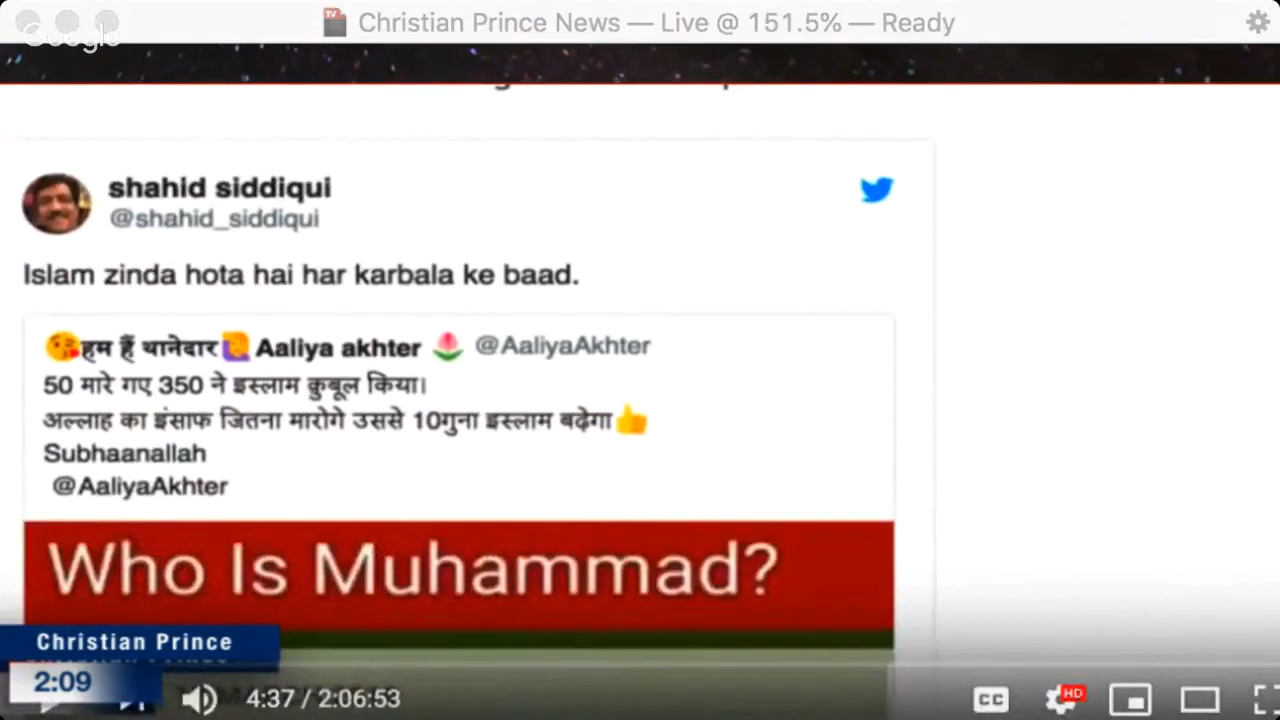 Google
TV
Christian Prince News — Live @ 151.5% — Ready
shahid siddiqui
@shahid_siddiqui
Islam zinda hota hai har karbala ke baad.
हम हैं थानेदार Aaliya akhter @AaliyaAkhter
50 मारे गए 350 ने इस्लाम क़ुबूल किया।
अल्लाह का इंसाफ जितना मारोगे उससे 10गुना इस्लाम बढ़ेगा
Subhaanallah
@AaliyaAkhter
Who Is Muhammad?
Christian Prince
2:09
4:37 / 2:06:53
CC
HD